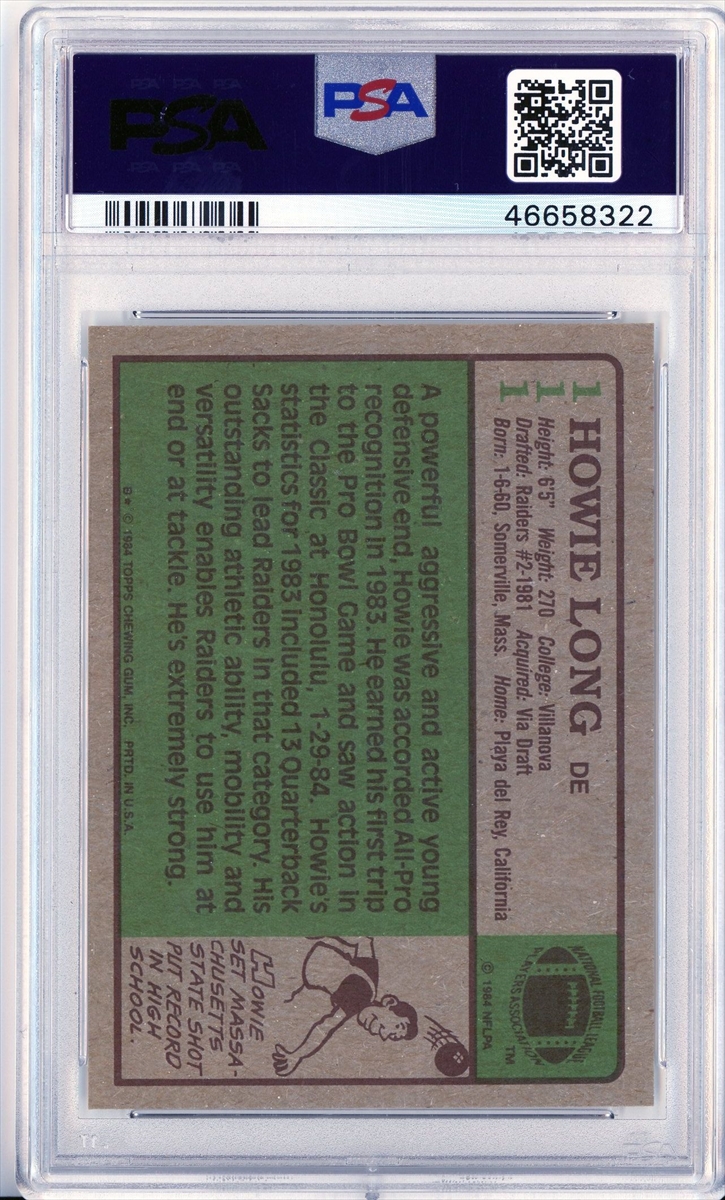 PSA
PSA
46658322
111
HOWIE LONG DE
Height: 6'5" Weight: 270 College: Villanova
Drafted: Raiders #2-1981 Acquired: Via Draft
Born: 1-6-60, Somerville, Mass. Home: Playa del Rey, California
A powerful aggressive and active young
defensive end, Howie was accorded All-Pro
recognition in 1983. He earned his first trip
to the Pro Bowl Game and saw action in
the Classic at Honolulu, 1-29-84. Howie's
statistics for 1983 included 13 Quarterback
Sacks to lead Raiders in that category. His
outstanding athletic ability, mobility and
versatility enables Raiders to use him at
end or at tackle. He's extremely strong.
B* © 1984 TOPPS CHEWING GUM, INC. PRTD. IN U.S.A.
NATIONAL FOOTBALL LEAGUE
PLAYERS ASSOCIATION
TM
© 1984 NFLPA
HOWIE
SET MASSA-
CHUSETTS
STATE SHOT
PUT RECORD
IN HIGH
SCHOOL.